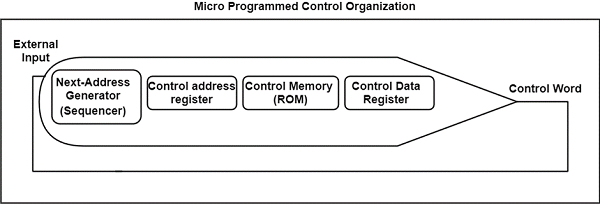 Micro Programmed Control Organization
External
Input
Next-Address
Generator
(Sequencer)
Control address
register
Control Memory
(ROM)
Control Data
Register
Control Word